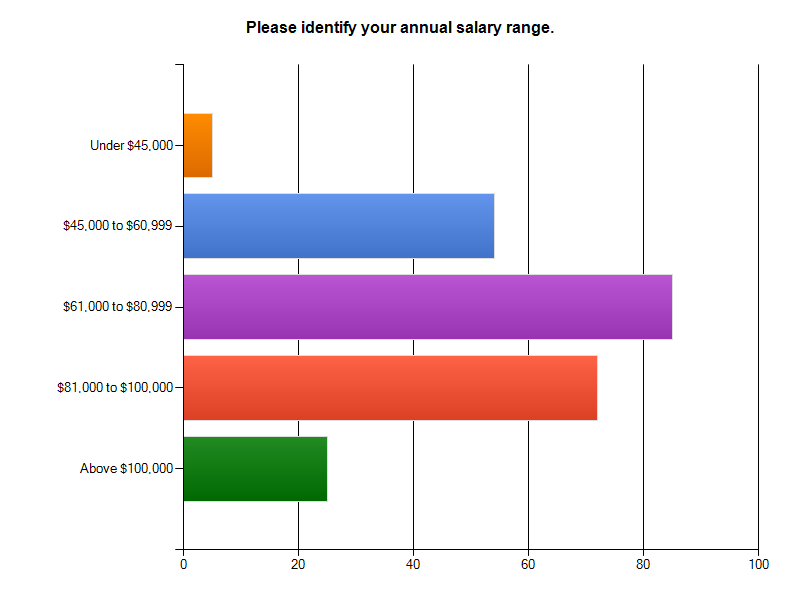 Please identify your annual salary range.
Under $45,000
$45,000 to $60,999
$61,000 to $80,999
$81,000 to $100,000
Above $100,000
0 20 40 60 80 100